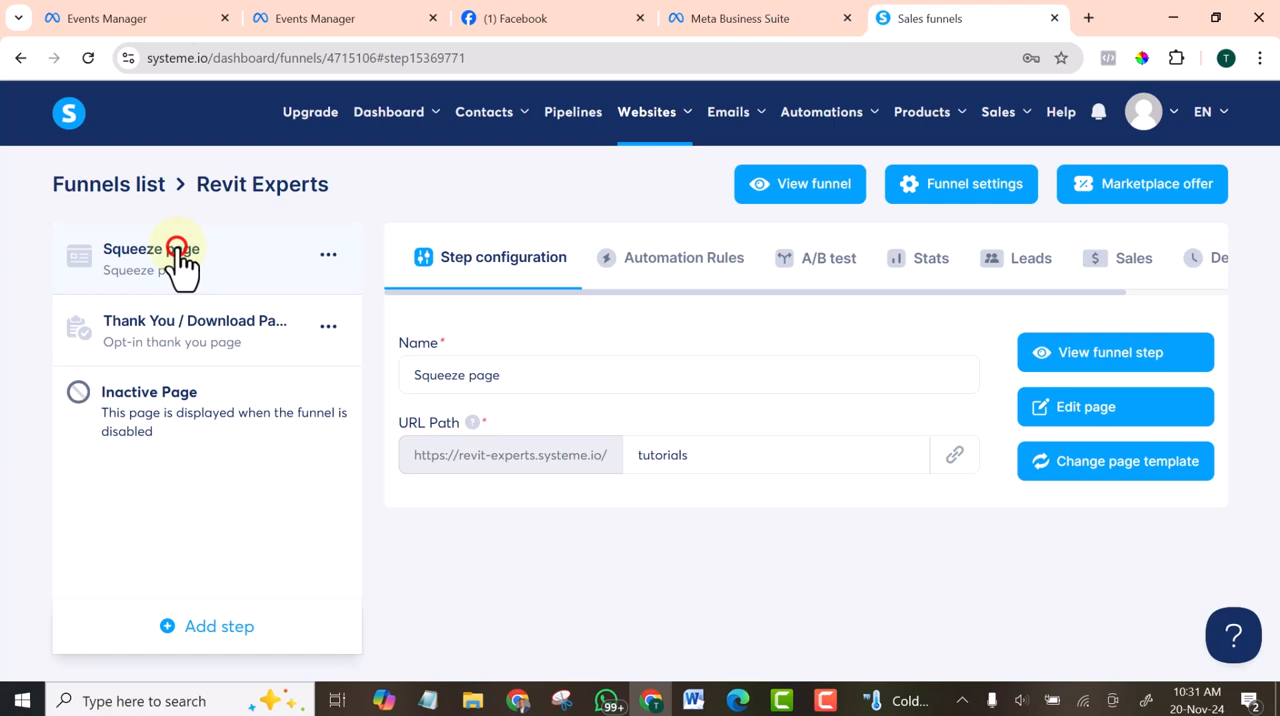 Events Manager
Events Manager
(1) Facebook
Meta Business Suite
Sales funnels
systeme.io/dashboard/funnels/4715106#step15369771
T
S
Upgrade
Dashboard
Contacts
Pipelines
Websites
Emails
Automations
Products
Sales
Help
EN
Funnels list > Revit Experts
View funnel
Funnel settings
Marketplace offer
Squeeze page
Squeeze p
Thank You / Download Pa...
Opt-in thank you page
Inactive Page
This page is displayed when the funnel is
disabled
Add step
Step configuration
Automation Rules
A/B test
Stats
Leads
$ Sales
De
Name*
Squeeze page
URL Path ? *
https://revit-experts.systeme.io/
tutorials
View funnel step
Edit page
Change page template
?
Type here to search
99+
Cold...
10:31 AM
20-Nov-24
2